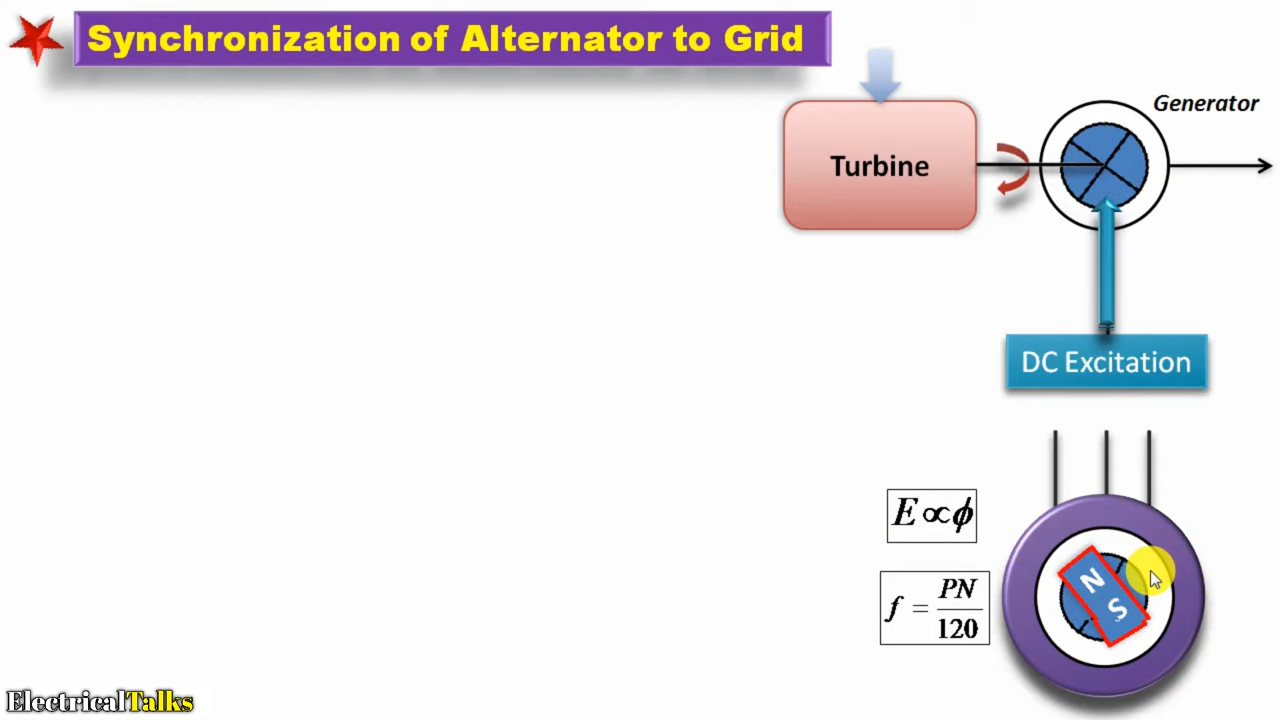 Synchronization of Alternator to Grid
Generator
Turbine
DC Excitation
E ∝ ϕ
f = PN/120
N
S
ElectricalTalks